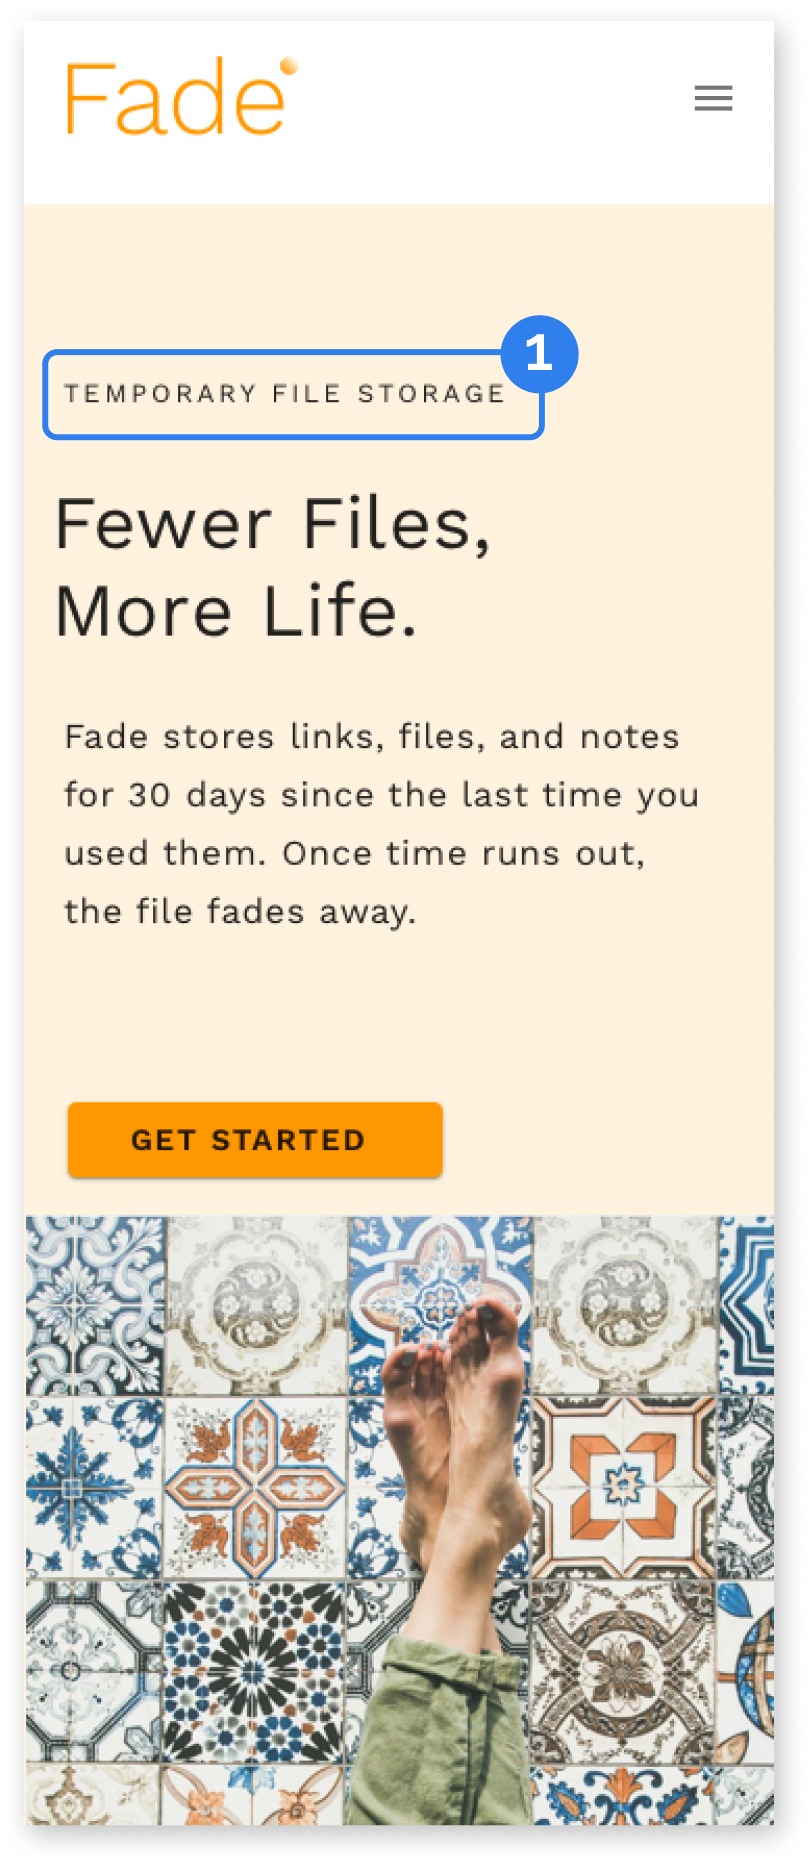 Fade
1
TEMPORARY FILE STORAGE
Fewer Files,
More Life.
Fade stores links, files, and notes
for 30 days since the last time you
used them. Once time runs out,
the file fades away.
GET STARTED